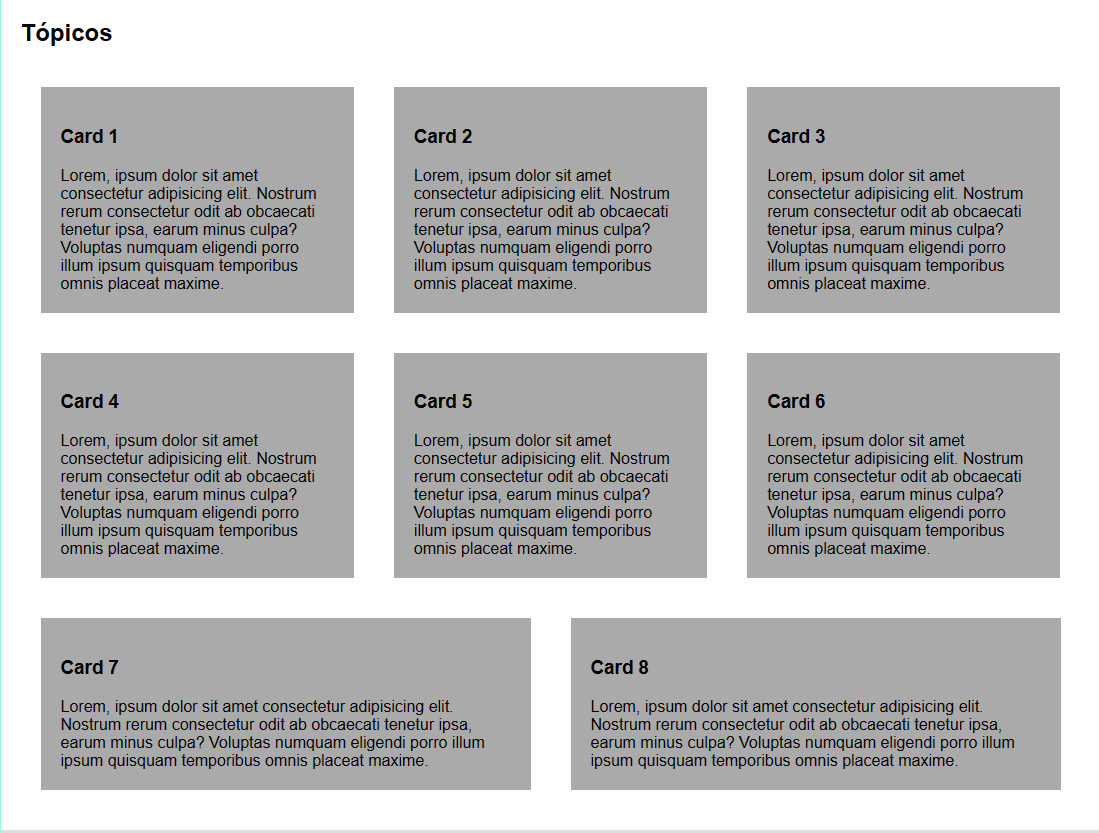 Tópicos
Card 1
Lorem, ipsum dolor sit amet
consectetur adipisicing elit. Nostrum
rerum consectetur odit ab obcaecati
tenetur ipsa, earum minus culpa?
Voluptas numquam eligendi porro
illum ipsum quisquam temporibus
omnis placeat maxime.
Card 2
Lorem, ipsum dolor sit amet
consectetur adipisicing elit. Nostrum
rerum consectetur odit ab obcaecati
tenetur ipsa, earum minus culpa?
Voluptas numquam eligendi porro
illum ipsum quisquam temporibus
omnis placeat maxime.
Card 3
Lorem, ipsum dolor sit amet
consectetur adipisicing elit. Nostrum
rerum consectetur odit ab obcaecati
tenetur ipsa, earum minus culpa?
Voluptas numquam eligendi porro
illum ipsum quisquam temporibus
omnis placeat maxime.
Card 4
Lorem, ipsum dolor sit amet
consectetur adipisicing elit. Nostrum
rerum consectetur odit ab obcaecati
tenetur ipsa, earum minus culpa?
Voluptas numquam eligendi porro
illum ipsum quisquam temporibus
omnis placeat maxime.
Card 5
Lorem, ipsum dolor sit amet
consectetur adipisicing elit. Nostrum
rerum consectetur odit ab obcaecati
tenetur ipsa, earum minus culpa?
Voluptas numquam eligendi porro
illum ipsum quisquam temporibus
omnis placeat maxime.
Card 6
Lorem, ipsum dolor sit amet
consectetur adipisicing elit. Nostrum
rerum consectetur odit ab obcaecati
tenetur ipsa, earum minus culpa?
Voluptas numquam eligendi porro
illum ipsum quisquam temporibus
omnis placeat maxime.
Card 7
Lorem, ipsum dolor sit amet consectetur adipisicing elit.
Nostrum rerum consectetur odit ab obcaecati tenetur ipsa,
earum minus culpa? Voluptas numquam eligendi porro illum
ipsum quisquam temporibus omnis placeat maxime.
Card 8
Lorem, ipsum dolor sit amet consectetur adipisicing elit.
Nostrum rerum consectetur odit ab obcaecati tenetur ipsa,
earum minus culpa? Voluptas numquam eligendi porro illum
ipsum quisquam temporibus omnis placeat maxime.